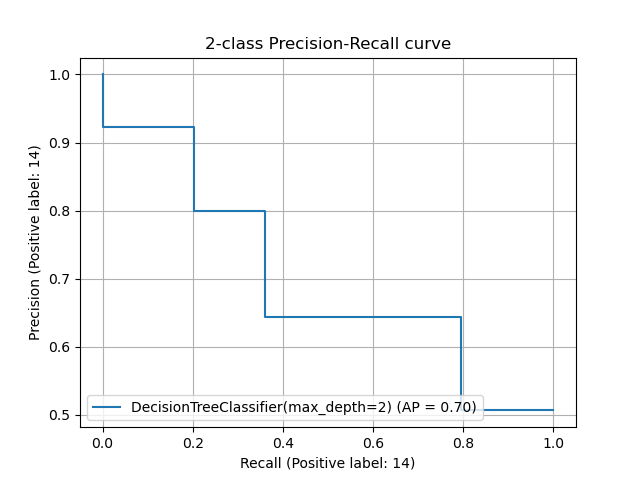 2-class Precision-Recall curve
1.0
0.9
0.8
0.7
0.6
0.5
Precision (Positive label: 14)
DecisionTreeClassifier(max_depth=2) (AP = 0.70)
0.0 0.2 0.4 0.6 0.8 1.0
Recall (Positive label: 14)